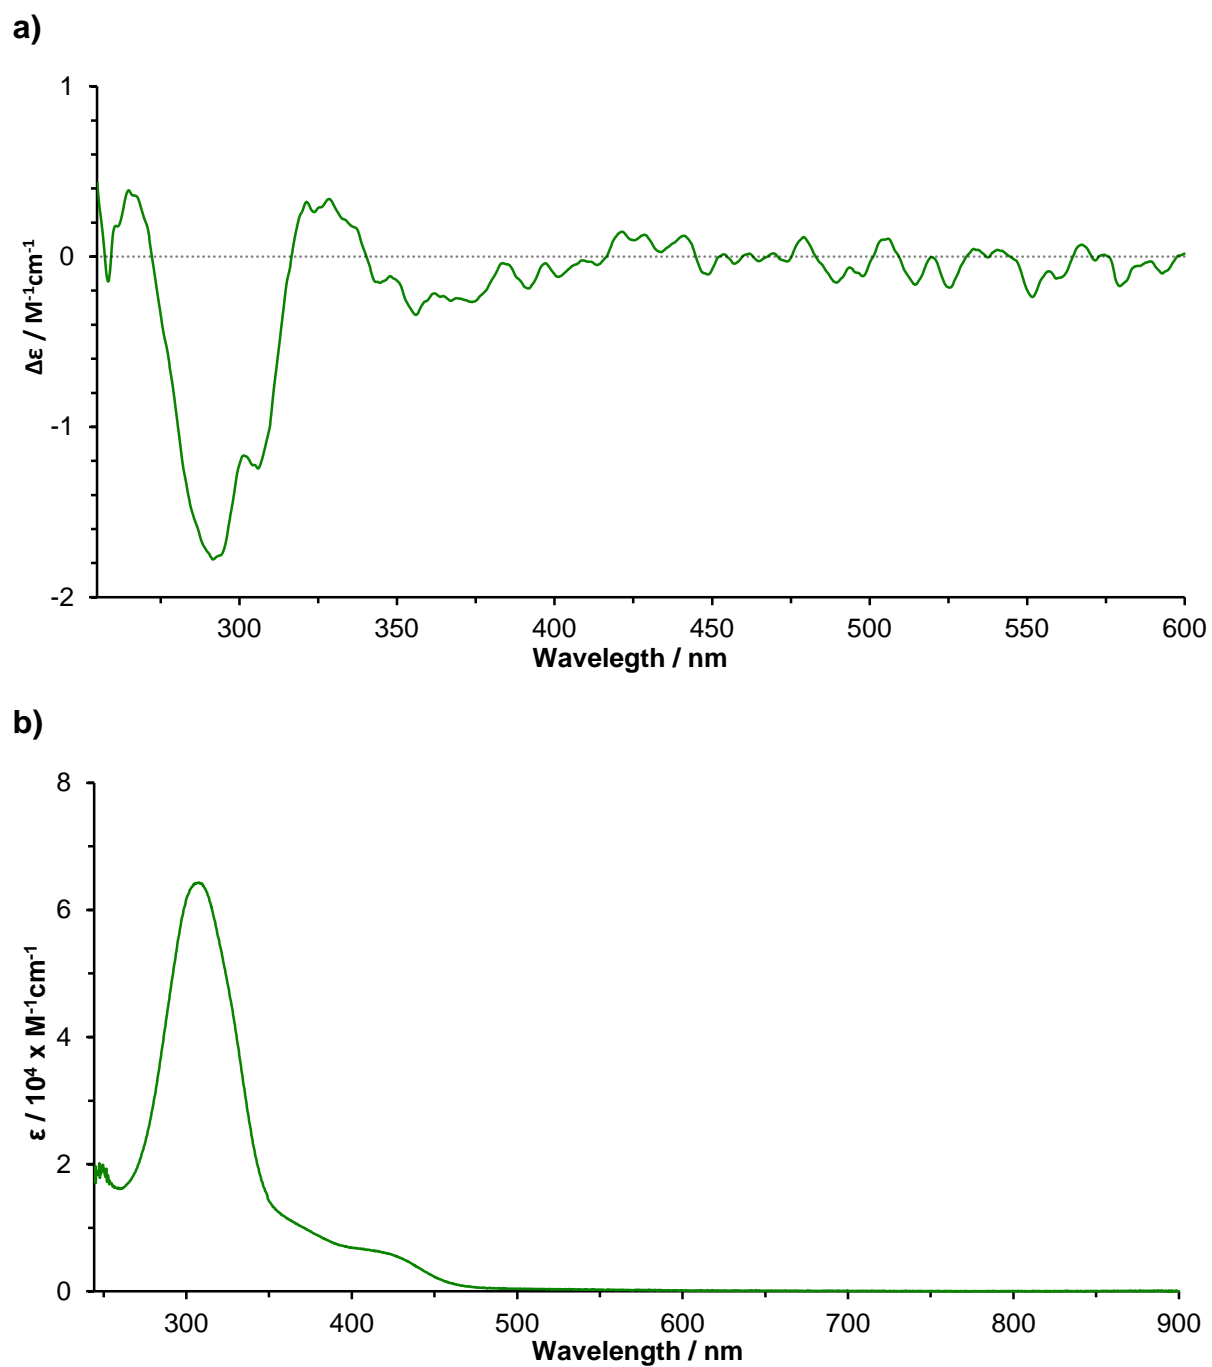 a)
1
0
-1
-2
Δε / M⁻¹cm⁻¹
300 350 400 450 500 550 600
Wavelegth / nm
b)
8
6
4
2
0
ε / 10⁴ x M⁻¹cm⁻¹
300 400 500 600 700 800 900
Wavelength / nm